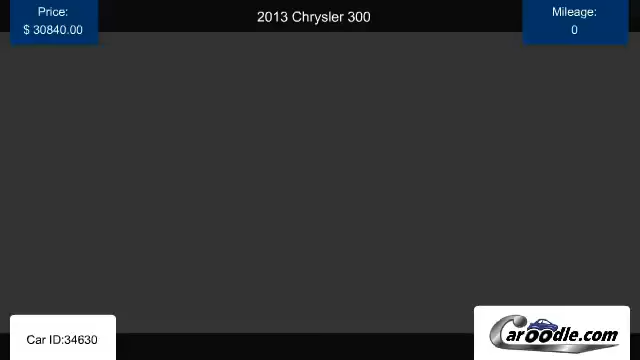 Price:
$ 30840.00
2013 Chrysler 300
Mileage:
0
Car ID:34630
Caroodle.com